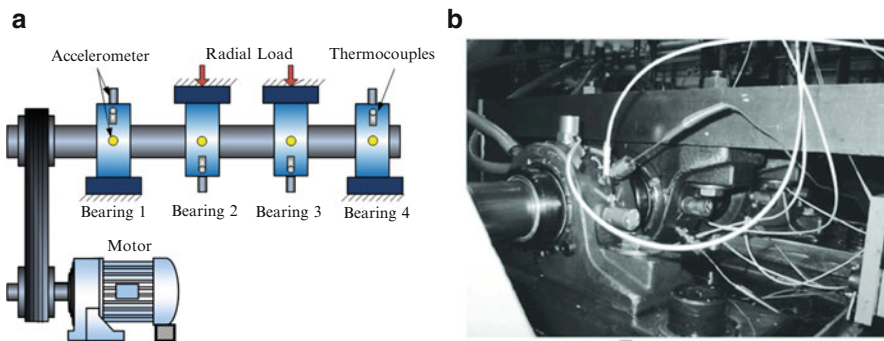 a
Accelerometer
Radial Load
Thermocouples
Bearing 1
Bearing 2
Bearing 3
Bearing 4
Motor
b